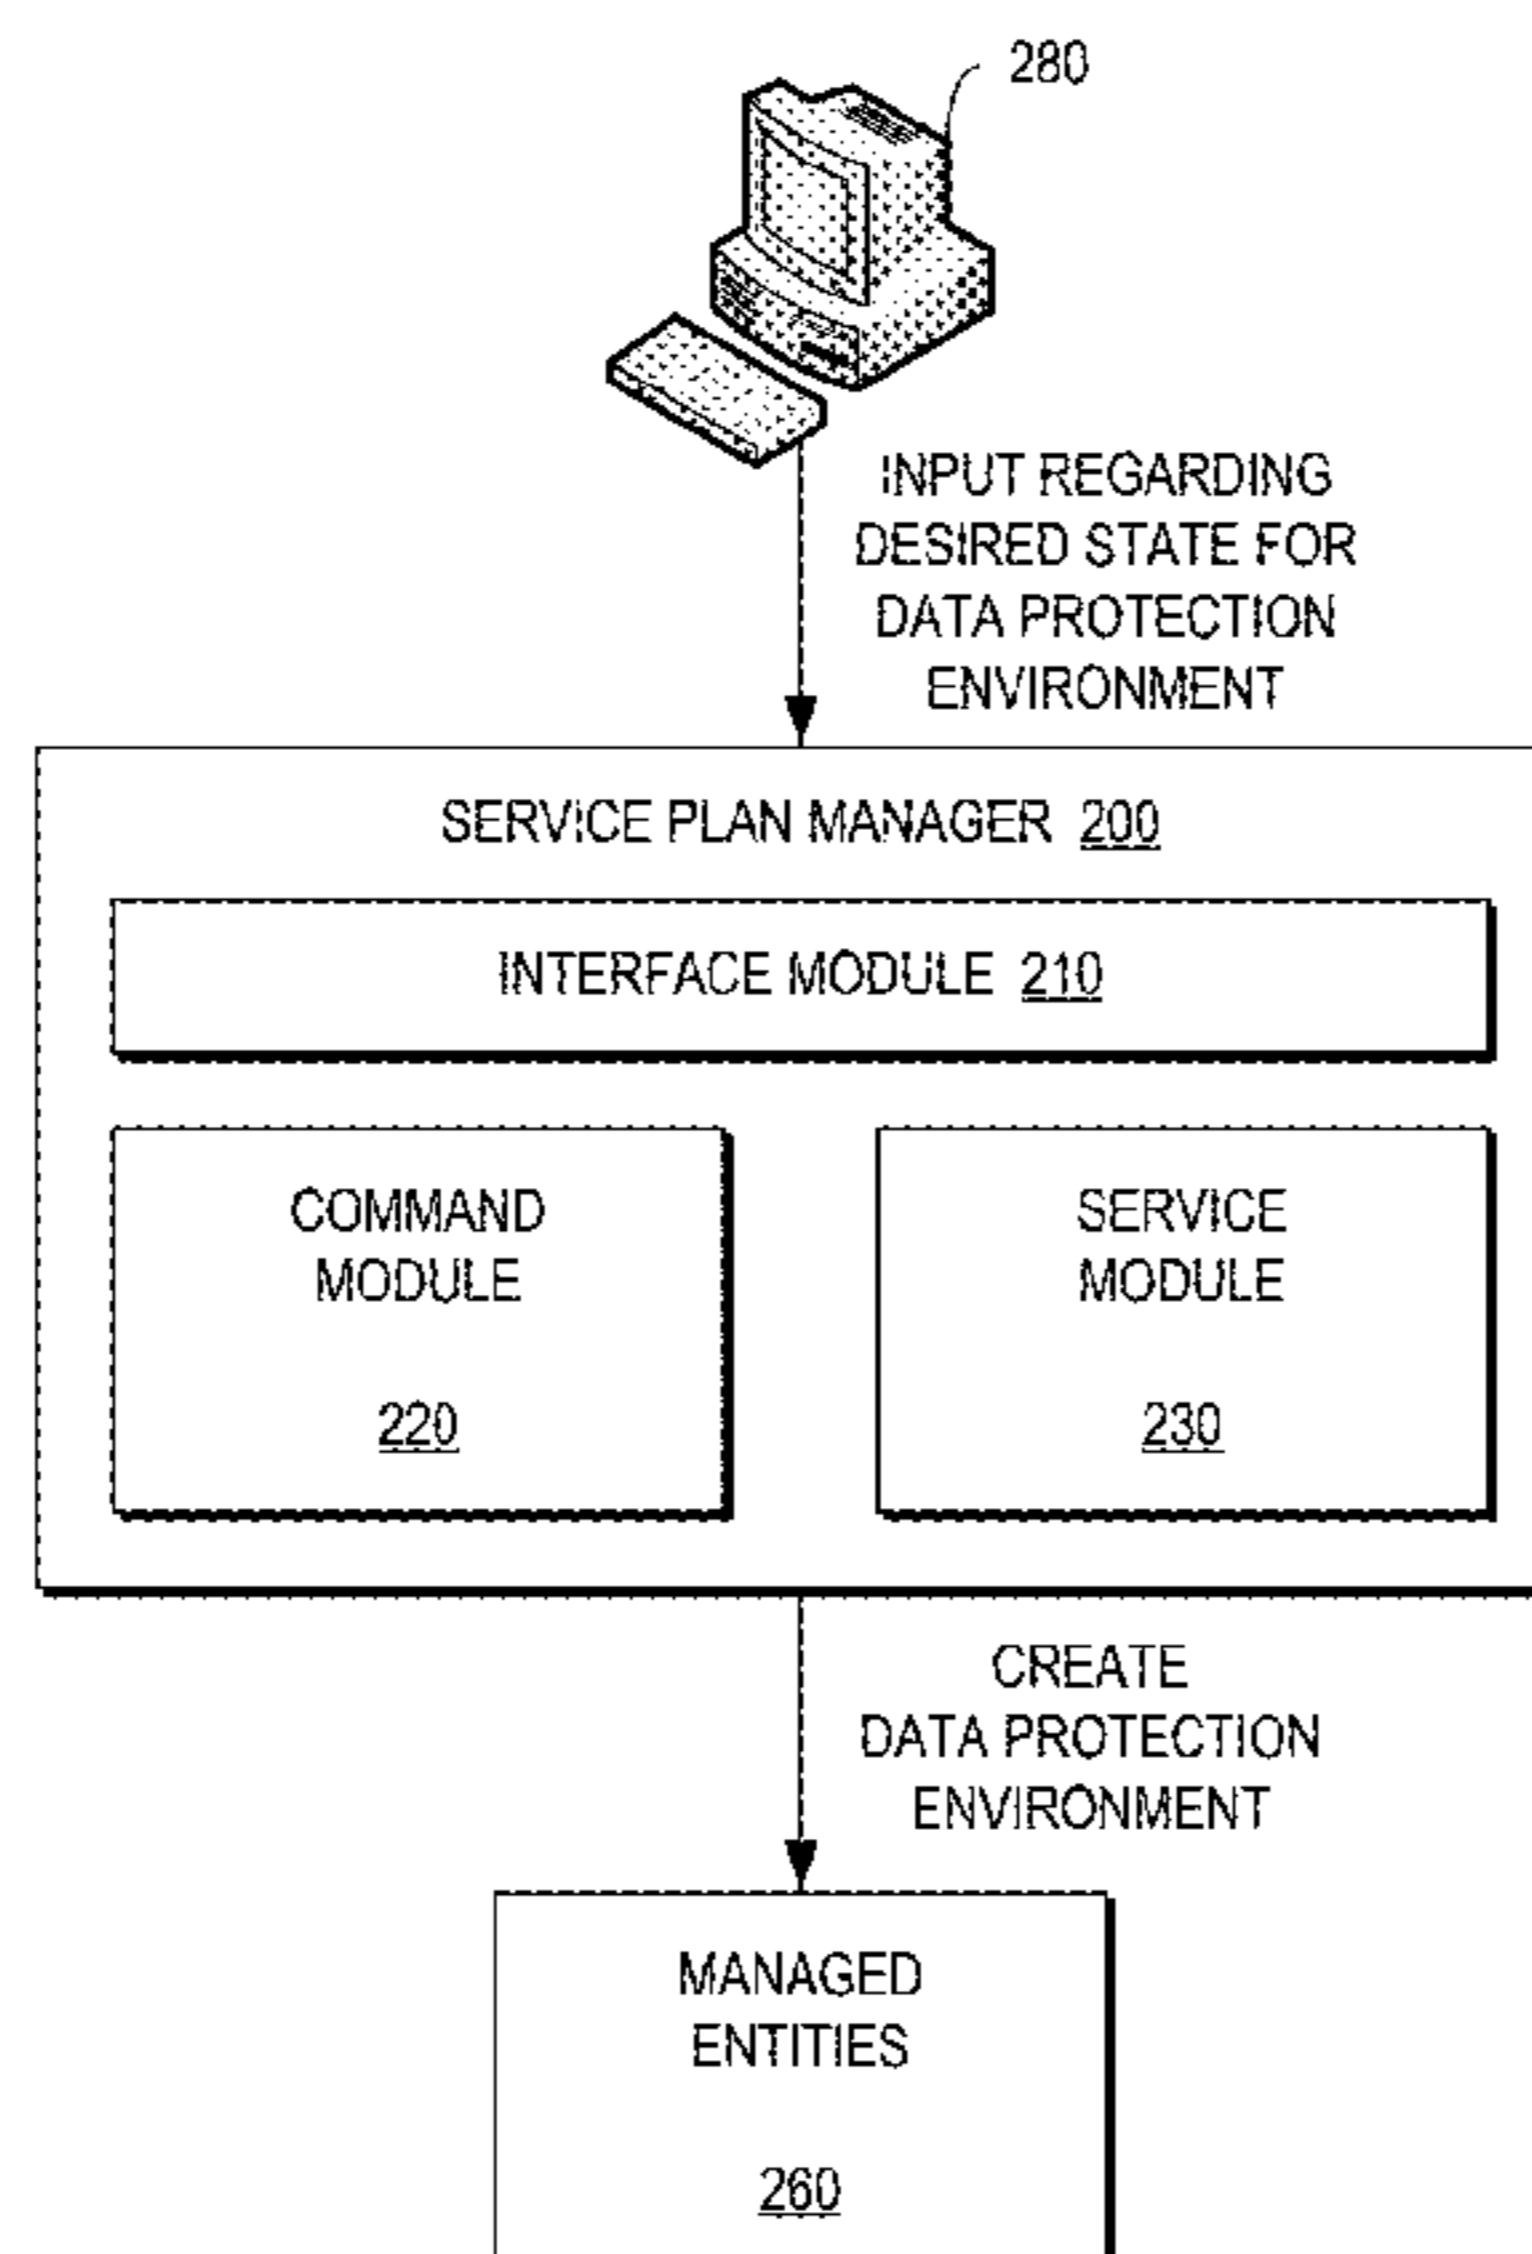 280
INPUT REGARDING
DESIRED STATE FOR
DATA PROTECTION
ENVIRONMENT
SERVICE PLAN MANAGER 200
INTERFACE MODULE 210
COMMAND
MODULE
220
SERVICE
MODULE
230
CREATE
DATA PROTECTION
ENVIRONMENT
MANAGED
ENTITIES
260